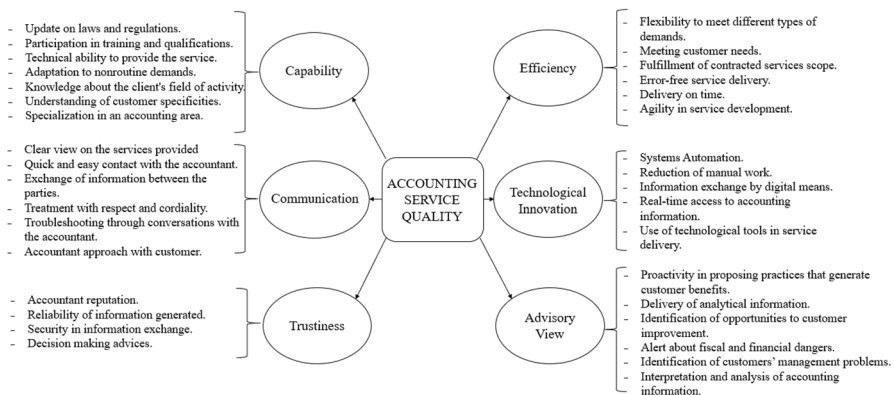 - Update on laws and regulations.
- Participation in training and qualifications.
- Technical ability to provide the service.
- Adaptation to nonroutine demands.
- Knowledge about the client's field of activity.
- Understanding of customer specificities.
- Specialization in an accounting area.
Capability
- Clear view on the services provided
- Quick and easy contact with the accountant.
- Exchange of information between the
parties.
- Treatment with respect and cordiality.
- Troubleshooting through conversations with
the accountant.
- Accountant approach with customer.
Communication
- Accountant reputation.
- Reliability of information generated.
- Security in information exchange.
- Decision making advices.
Trustiness
ACCOUNTING
SERVICE
QUALITY
Efficiency
- Flexibility to meet different types of
demands.
- Meeting customer needs.
- Fulfillment of contracted services scope.
- Error-free service delivery.
- Delivery on time.
- Agility in service development.
Technological
Innovation
- Systems Automation.
- Reduction of manual work.
- Information exchange by digital means.
- Real-time access to accounting
information.
- Use of technological tools in service
delivery.
Advisory
View
- Proactivity in proposing practices that generate
customer benefits.
- Delivery of analytical information.
- Identification of opportunities to customer
improvement.
- Alert about fiscal and financial dangers.
- Identification of customers' management problems.
- Interpretation and analysis of accounting
information.